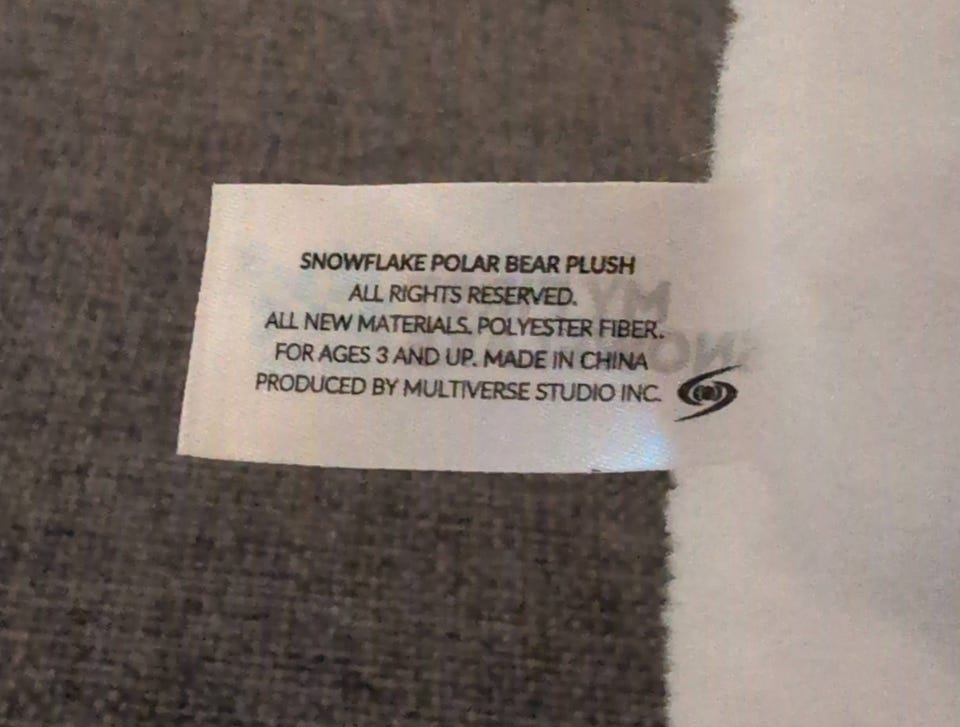 SNOWFLAKE POLAR BEAR PLUSH
ALL RIGHTS RESERVED.
ALL NEW MATERIALS. POLYESTER FIBER.
FOR AGES 3 AND UP. MADE IN CHINA
PRODUCED BY MULTIVERSE STUDIO INC.